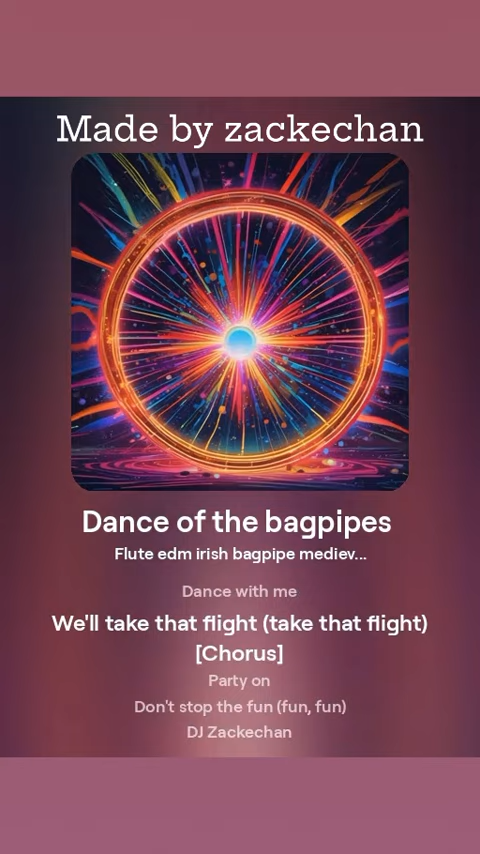 Made by zackechan
Dance of the bagpipes
Flute edm irish bagpipe mediev...
Dance with me
We'll take that flight (take that flight)
[Chorus]
Party on
Don't stop the fun (fun, fun)
DJ Zackechan